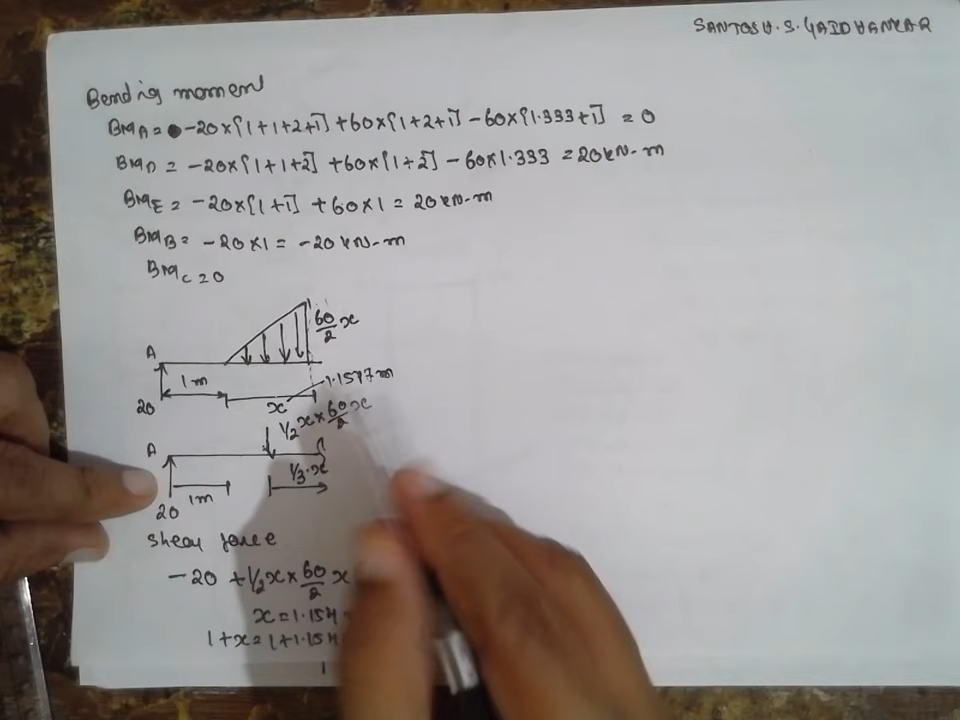 SANTOSH.S.GAIDHANKAR
Bending moment
BMA = -20×[1+1+2+1] +60×[1+2+1] -60×[1.333+1] = 0
BMD = -20×[1+1+2] +60×[1+2] -60×1.333 = 20kN-m
BME = -20×[1+1] +60×1 = 20kN-m
BMB = -20×1 = -20kN-m
BMC = 0
60/2 x
A
1m
1.1547m
20
x
1/2 x × 60/2 x
A
1/3·x
1m
20
Shear force
-20 +1/2 x × 60/2 x
x = 1.154
1+x = 1+1.154